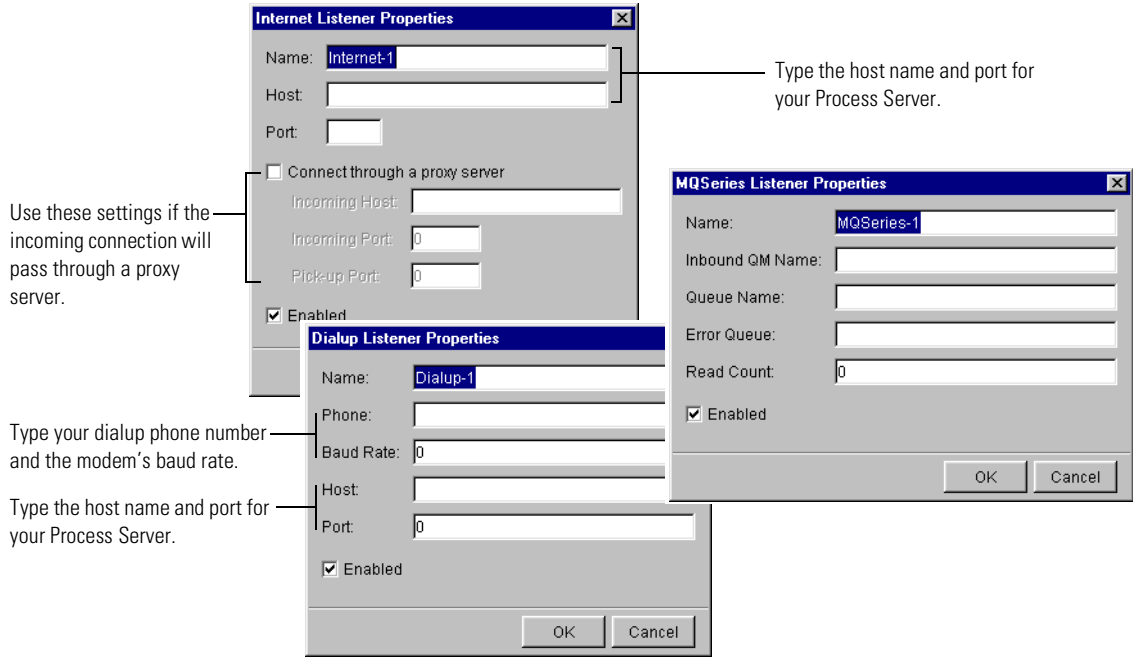 Internet Listener Properties
Name: Internet-1
Host:
Port:
Connect through a proxy server
Incoming Host:
Incoming Port: 0
Pick-up Port: 0
Enabled
Type the host name and port for
your Process Server.
Use these settings if the
incoming connection will
pass through a proxy
server.
MQSeries Listener Properties
Name: MQSeries-1
Inbound QM Name:
Queue Name:
Error Queue:
Read Count: 0
Enabled
OK Cancel
Dialup Listener Properties
Name: Dialup-1
Phone:
Baud Rate: 0
Host:
Port: 0
Enabled
OK Cancel
Type your dialup phone number
and the modem's baud rate.
Type the host name and port for
your Process Server.